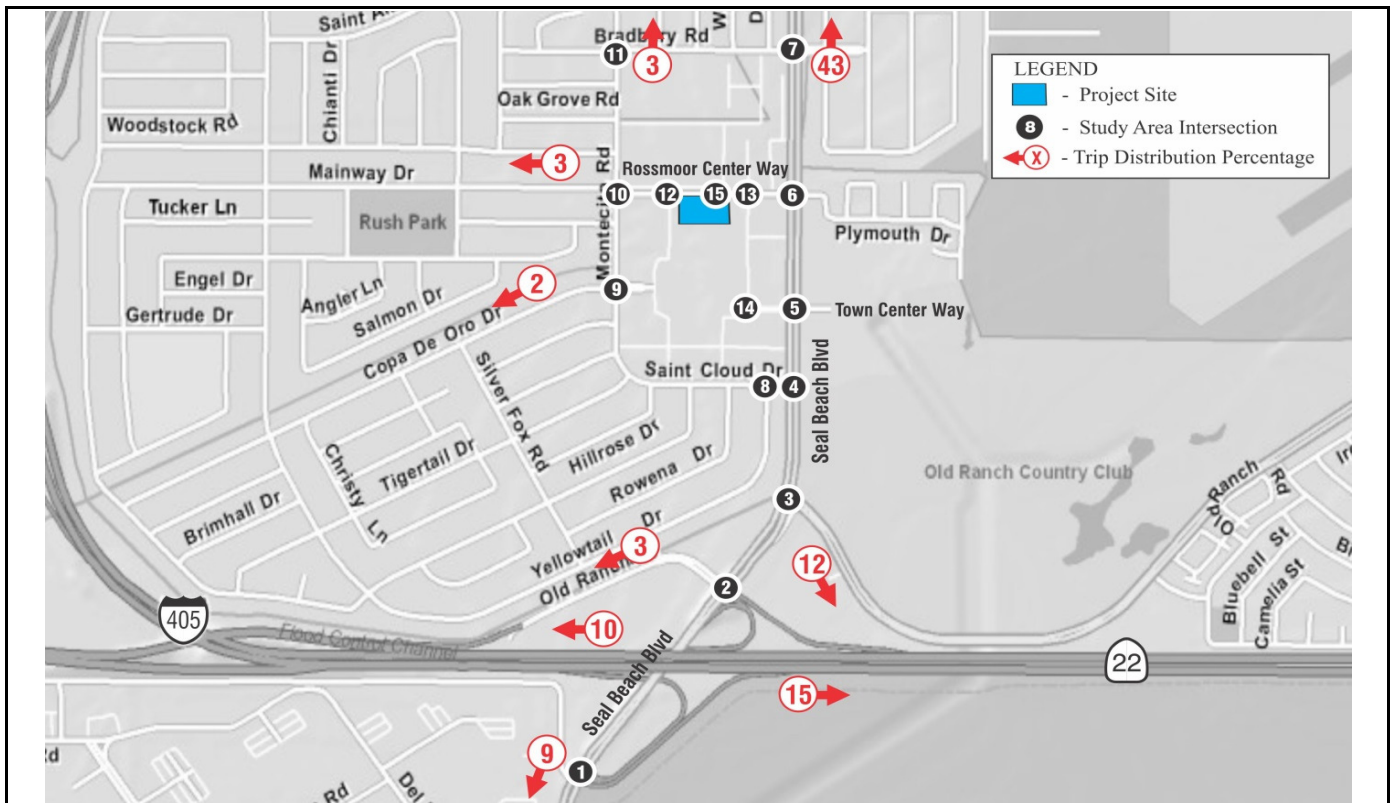 Saint
Bradbury Rd
W
D
11
3
7
43
LEGEND
- Project Site
8 - Study Area Intersection
X - Trip Distribution Percentage
Chianti Dr
Oak Grove Rd
Woodstock Rd
Mainway Dr
3
Montecito Rd
Rossmoor Center Way
10
12
15
13
6
Tucker Ln
Rush Park
Plymouth Dr
Engel Dr
Angler Ln
Salmon Dr
2
9
Gertrude Dr
14
5
Town Center Way
Copa De Oro Dr
Silver Fox Rd
Saint Cloud Dr
8
4
Seal Beach Blvd
Christy Ln
Tigertail Dr
Hillrose Dr
Rowena Dr
Brimhall Dr
3
Old Ranch Country Club
Old Ranch Rd
Bluebell St
Camelia St
Yellowtail Dr
Old Ranch
3
12
2
405
Flood Control Channel
10
Seal Beach Blvd
22
15
Rd
9
1
Del
Rd